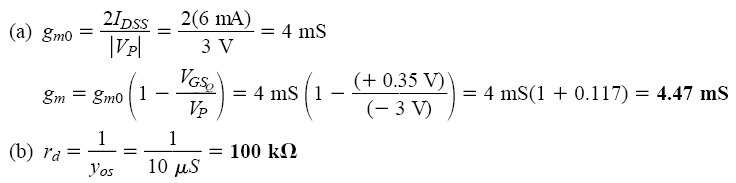 (a) g_m0 = 2I_DSS / |V_P| = 2(6 mA) / 3 V = 4 mS
g_m = g_m0 (1 − V_GS_Q / V_P) = 4 mS (1 − (+ 0.35 V) / (− 3 V)) = 4 mS(1 + 0.117) = 4.47 mS
(b) r_d = 1 / y_os = 1 / 10 μS = 100 kΩ